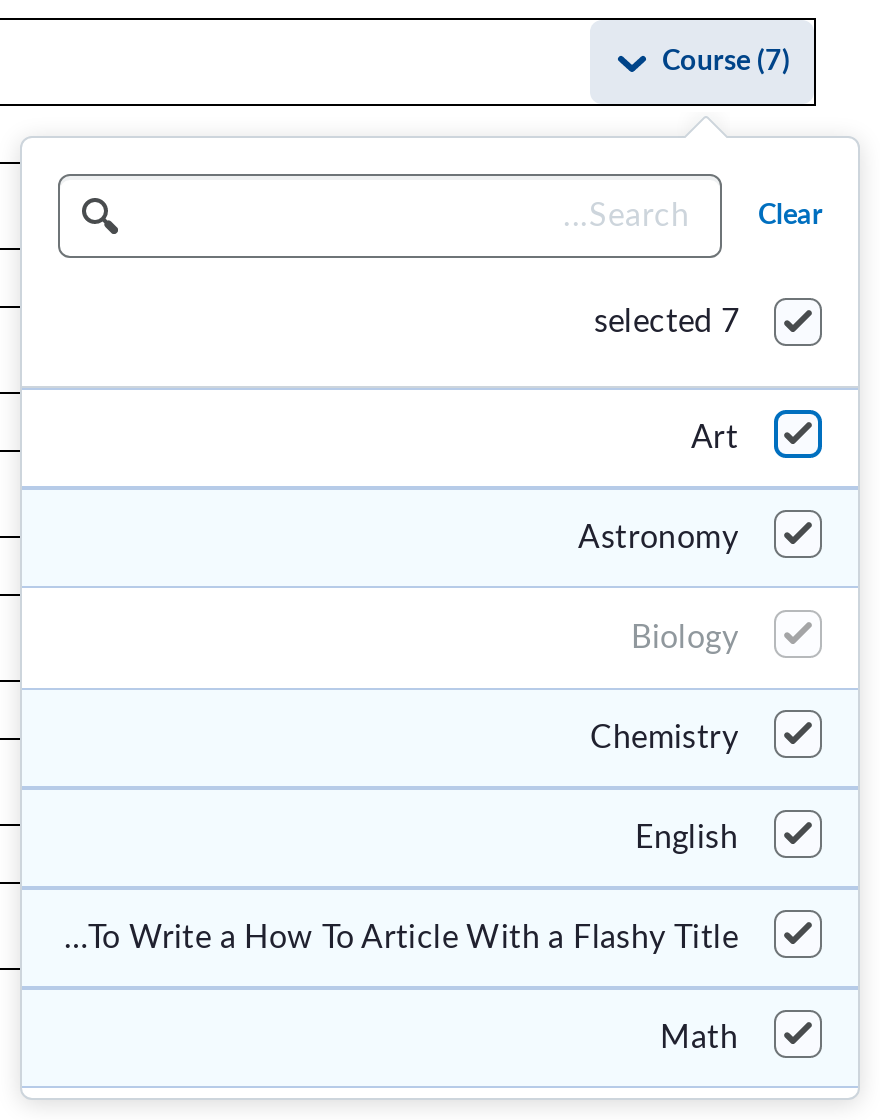 Course (7)
...Search
Clear
selected 7
Art
Astronomy
Biology
Chemistry
English
...To Write a How To Article With a Flashy Title
Math